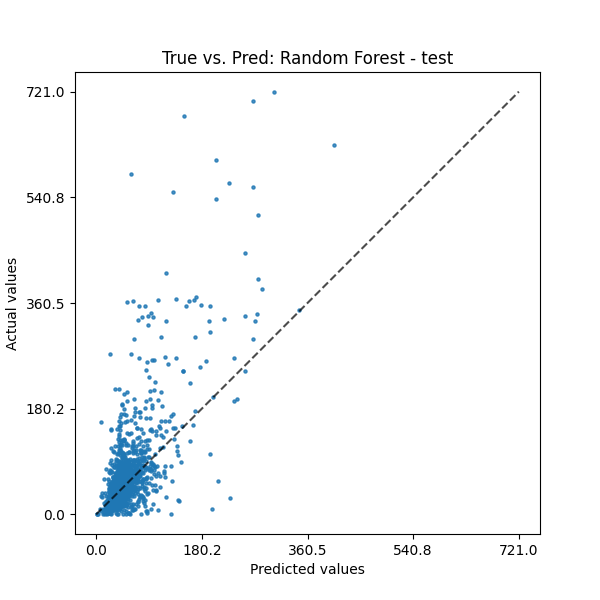 True vs. Pred: Random Forest - test
721.0
540.8
360.5
180.2
0.0
Actual values
0.0 180.2 360.5 540.8 721.0
Predicted values